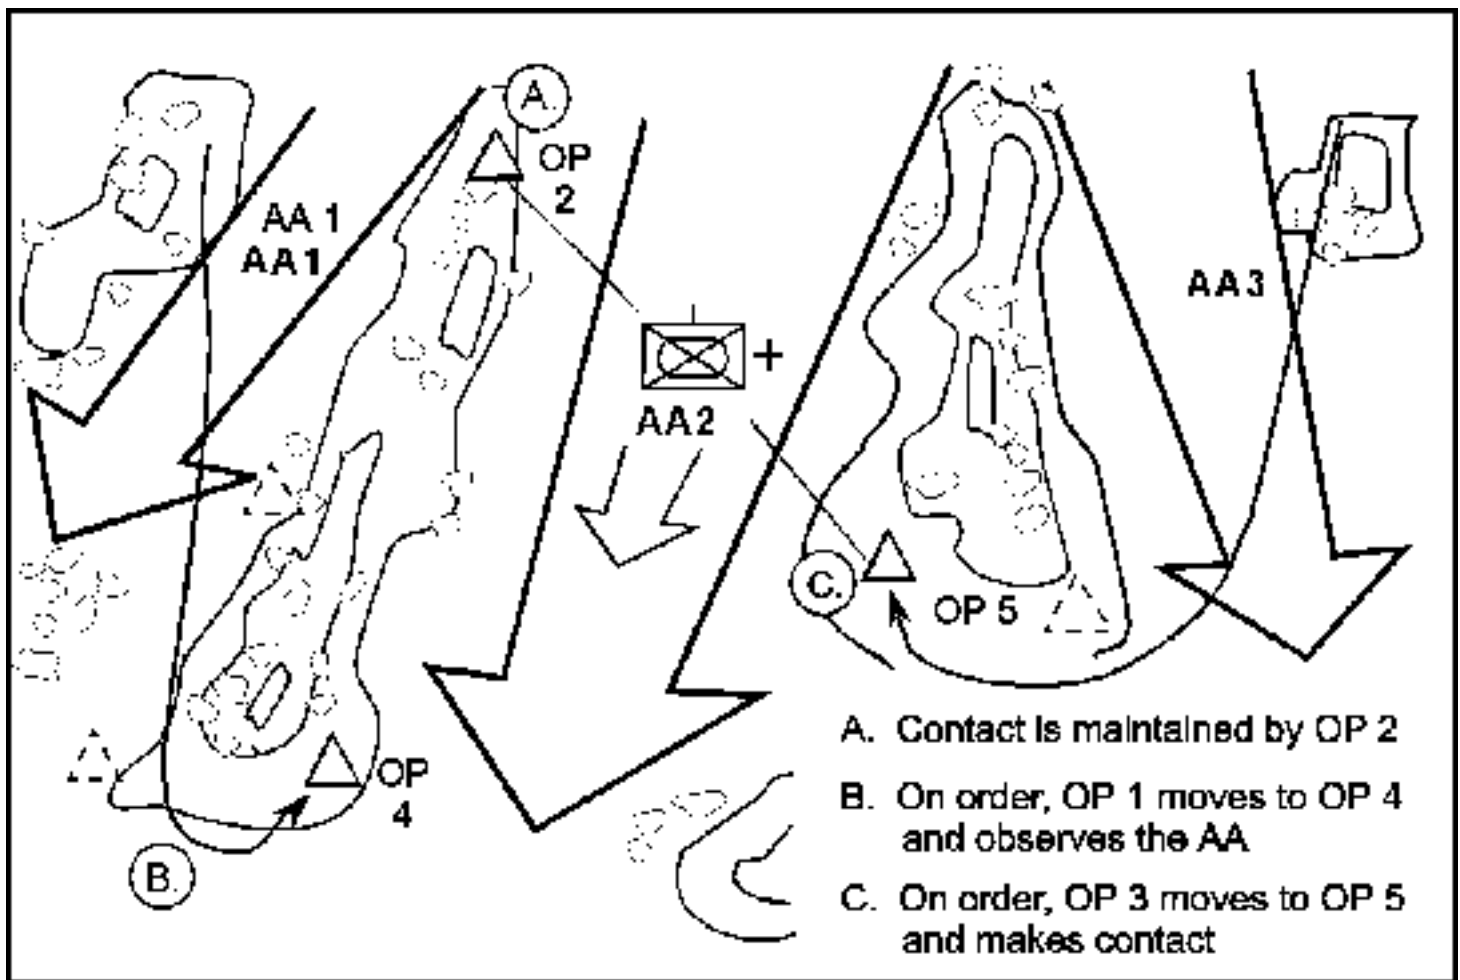 A.
OP
2
AA 1
AA1
AA3
+
AA2
C.
OP 5
OP
4
B.
A. Contact is maintained by OP 2
B. On order, OP 1 moves to OP 4
and observes the AA
C. On order, OP 3 moves to OP 5
and makes contact